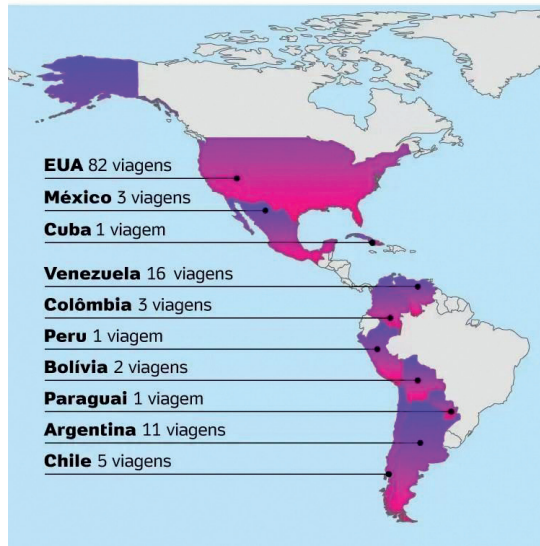 EUA 82 viagens
México 3 viagens
Cuba 1 viagem
Venezuela 16 viagens
Colômbia 3 viagens
Peru 1 viagem
Bolívia 2 viagens
Paraguai 1 viagem
Argentina 11 viagens
Chile 5 viagens